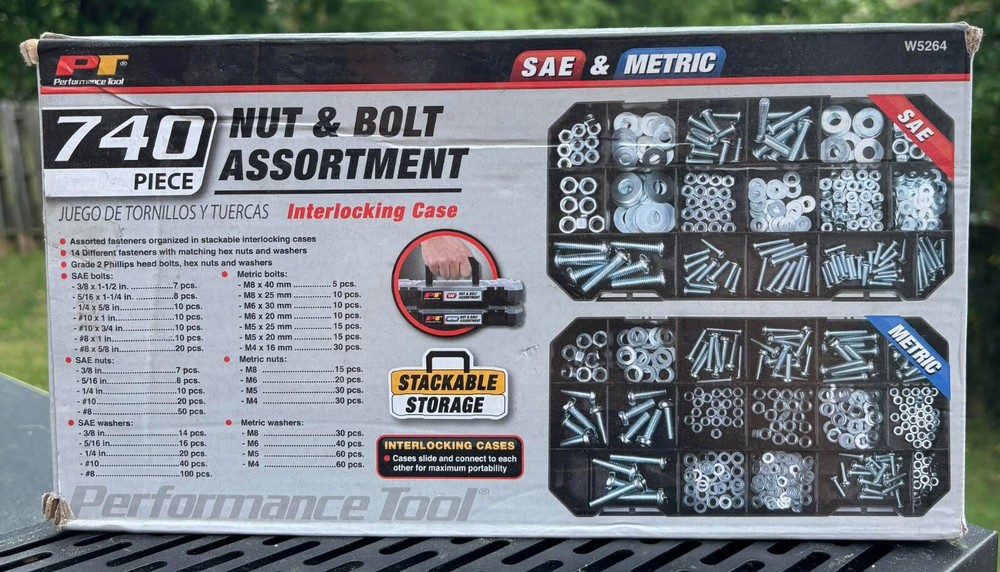 PT®
Performance Tool
SAE & METRIC
W5264
740
PIECE
NUT & BOLT
ASSORTMENT
JUEGO DE TORNILLOS Y TUERCAS
Interlocking Case
SAE
• Assorted fasteners organized in stackable interlocking cases
• 14 Different fasteners with matching hex nuts and washers
• Grade 2 Phillips head bolts, hex nuts and washers
• SAE bolts:
- 3/8 x 1-1/2 in. 7 pcs.
- 5/16 x 1-1/4 in. 8 pcs.
- 1/4 x 5/8 in 10 pcs.
- #10 x 1 10 pcs.
- #10 x 3/4 in 10 pcs.
- #8 x 1 10 pcs.
- #8 x 5/8 in 20 pcs.
• SAE nuts:
- 3/8 in 7 pcs.
- 5/16 in 8 pcs.
- 1/4 in 10 pcs.
- #10 20 pcs.
- #8 50 pcs.
• SAE washers:
- 3/8 in 14 pcs.
- 5/16 in 16 pcs.
- 1/4 in 20 pcs.
- #10 40 pcs.
- #8 100 pcs.
• Metric bolts:
- M8 x 40 mm 5 pcs.
- M8 x 25 mm 10 pcs.
- M6 x 30 mm 10 pcs.
- M6 x 20 mm 10 pcs.
- M5 x 25 mm 15 pcs.
- M5 x 20 mm 15 pcs.
- M4 x 16 mm 30 pcs.
• Metric nuts:
- M8 15 pcs.
- M6 20 pcs.
- M5 30 pcs.
- M4 30 pcs.
• Metric washers:
- M8 30 pcs.
- M6 40 pcs.
- M5 60 pcs.
- M4 60 pcs.
PT
NUT & BOLT
ASSORTMENT
PT
NUT & BOLT
ASSORTMENT
STACKABLE
STORAGE
INTERLOCKING CASES
• Cases slide and connect to each
other for maximum portability
METRIC
Performance Tool®